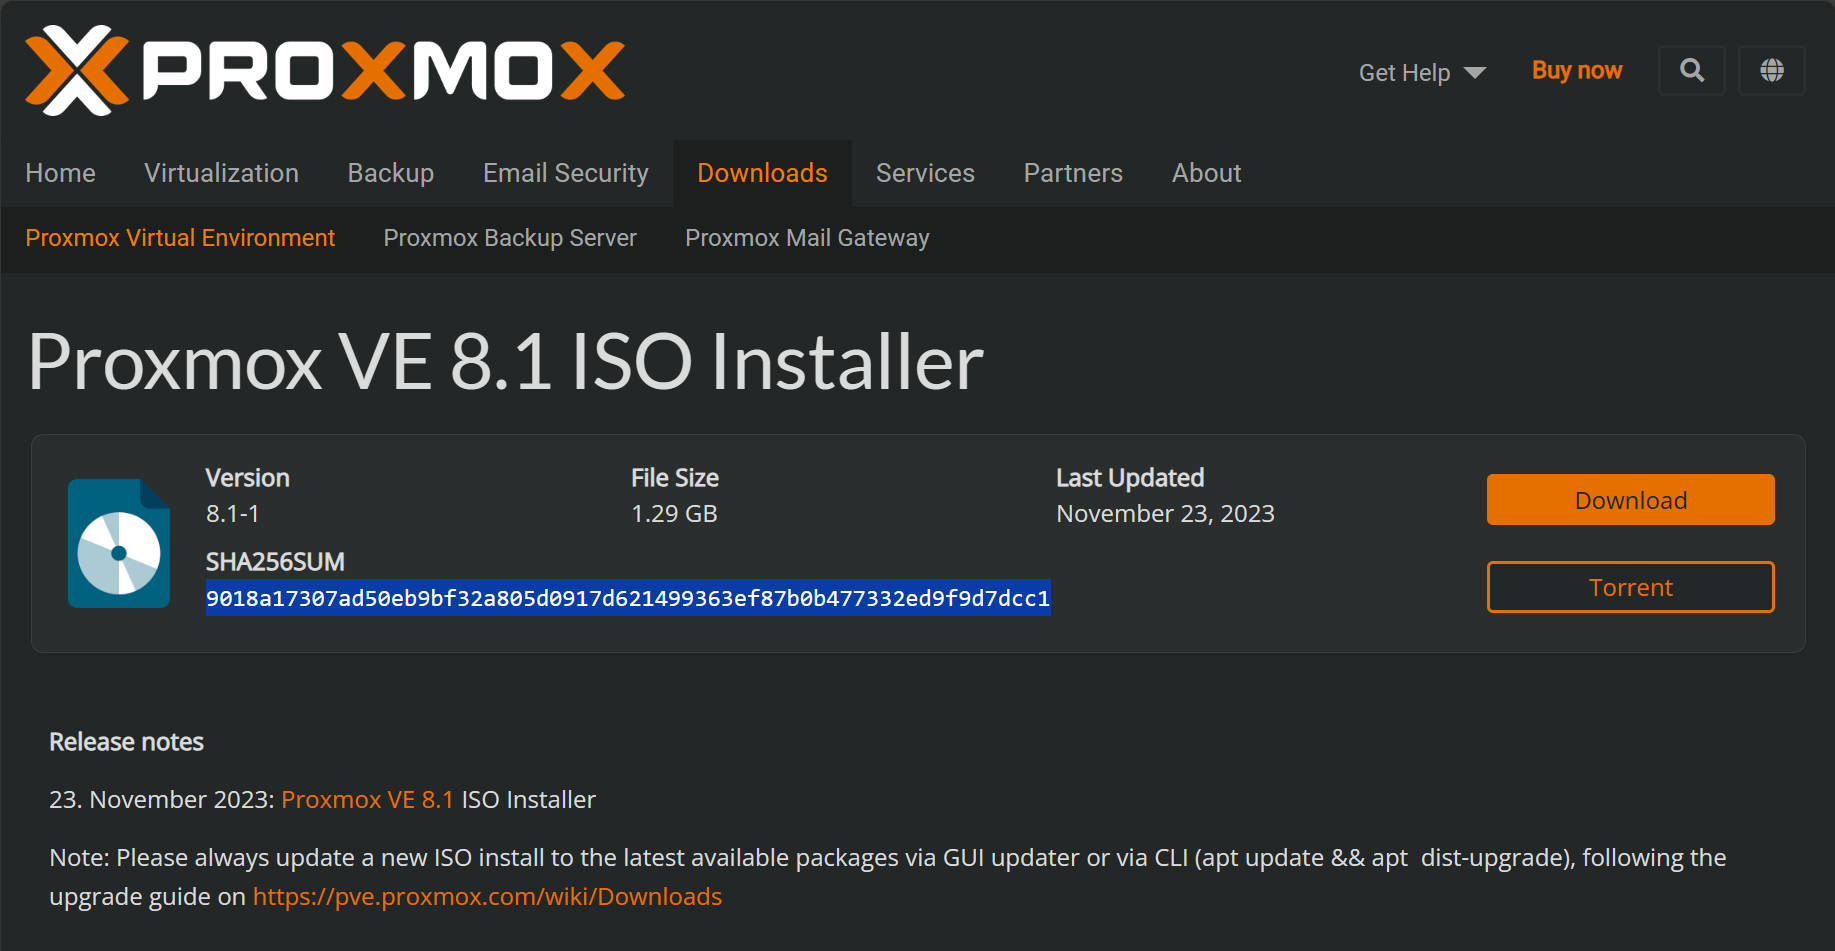 PROXMOX
Get Help
Buy now
Home Virtualization Backup Email Security Downloads Services Partners About
Proxmox Virtual Environment Proxmox Backup Server Proxmox Mail Gateway
Proxmox VE 8.1 ISO Installer
Version
8.1-1
File Size
1.29 GB
Last Updated
November 23, 2023
SHA256SUM
9018a17307ad50eb9bf32a805d0917d621499363ef87b0b477332ed9f9d7dcc1
Download
Torrent
Release notes
23. November 2023: Proxmox VE 8.1 ISO Installer
Note: Please always update a new ISO install to the latest available packages via GUI updater or via CLI (apt update && apt  dist-upgrade), following the
upgrade guide on https://pve.proxmox.com/wiki/Downloads